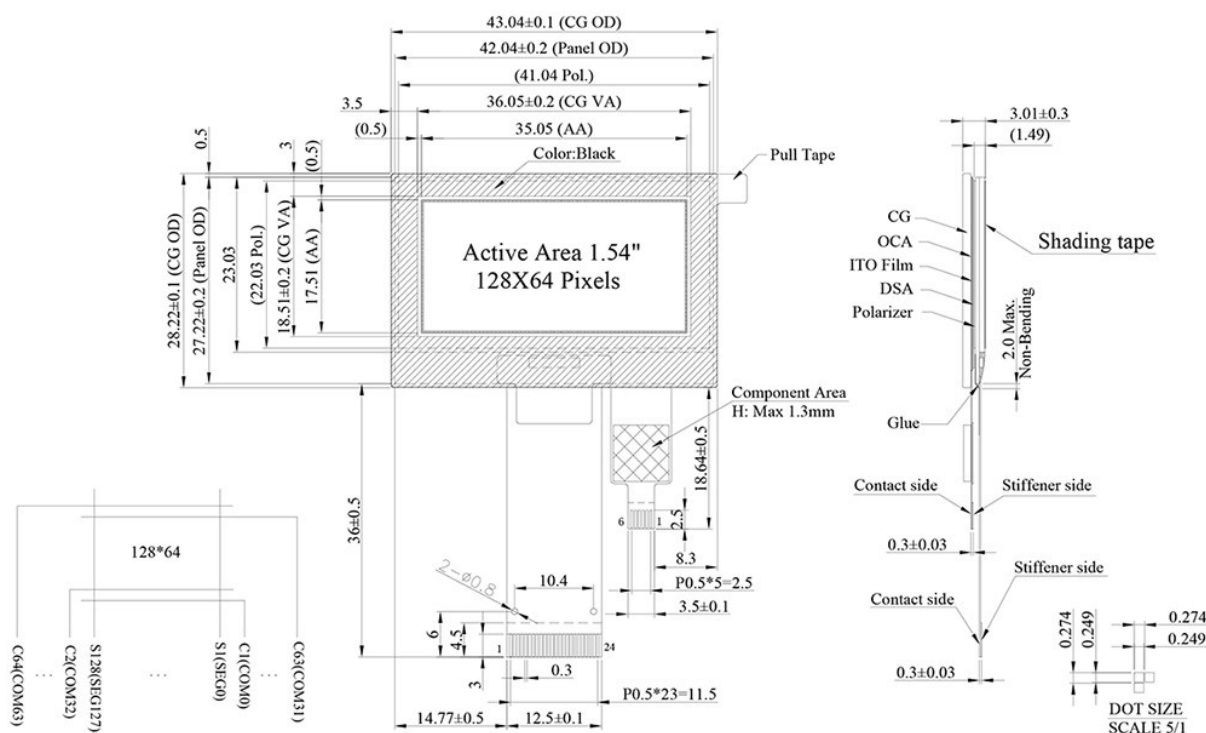 43.04±0.1 (CG OD)
42.04±0.2 (Panel OD)
(41.04 Pol.)
3.5
36.05±0.2 (CG VA)
(0.5)
35.05 (AA)
Color:Black
Pull Tape
0.5
3
(0.5)
28.22±0.1 (CG OD)
27.22±0.2 (Panel OD)
23.03
(22.03 Pol.)
18.51±0.2 (CG VA)
17.51 (AA)
Active Area 1.54"
128X64 Pixels
3.01±0.3
(1.49)
CG
OCA
ITO Film
DSA
Polarizer
Shading tape
2.0 Max.
Non-Bending
Glue
Component Area
H: Max 1.3mm
18.64±0.5
36±0.5
6
1
2.5
8.3
P0.5*5=2.5
3.5±0.1
2-ø0.8
10.4
6
4.5
3
1
24
0.3
P0.5*23=11.5
14.77±0.5
12.5±0.1
Contact side
Stiffener side
0.3±0.03
Stiffener side
Contact side
0.3±0.03
128*64
C64(COM63)
...
C2(COM32)
S128(SEG127)
...
S1(SEG0)
C1(COM0)
...
C63(COM31)
0.274
0.249
0.274
0.249
DOT SIZE
SCALE 5/1